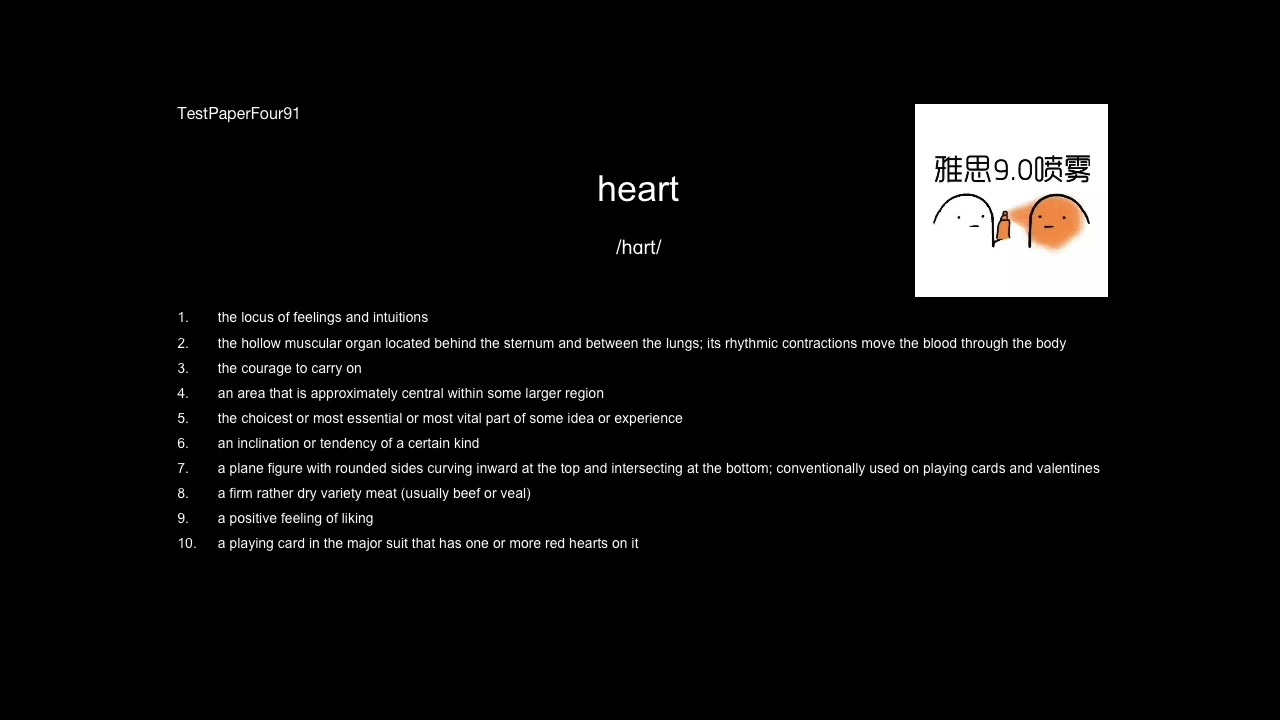 TestPaperFour91
雅思9.0喷雾
heart
/hɑrt/
1. the locus of feelings and intuitions
2. the hollow muscular organ located behind the sternum and between the lungs; its rhythmic contractions move the blood through the body
3. the courage to carry on
4. an area that is approximately central within some larger region
5. the choicest or most essential or most vital part of some idea or experience
6. an inclination or tendency of a certain kind
7. a plane figure with rounded sides curving inward at the top and intersecting at the bottom; conventionally used on playing cards and valentines
8. a firm rather dry variety meat (usually beef or veal)
9. a positive feeling of liking
10. a playing card in the major suit that has one or more red hearts on it